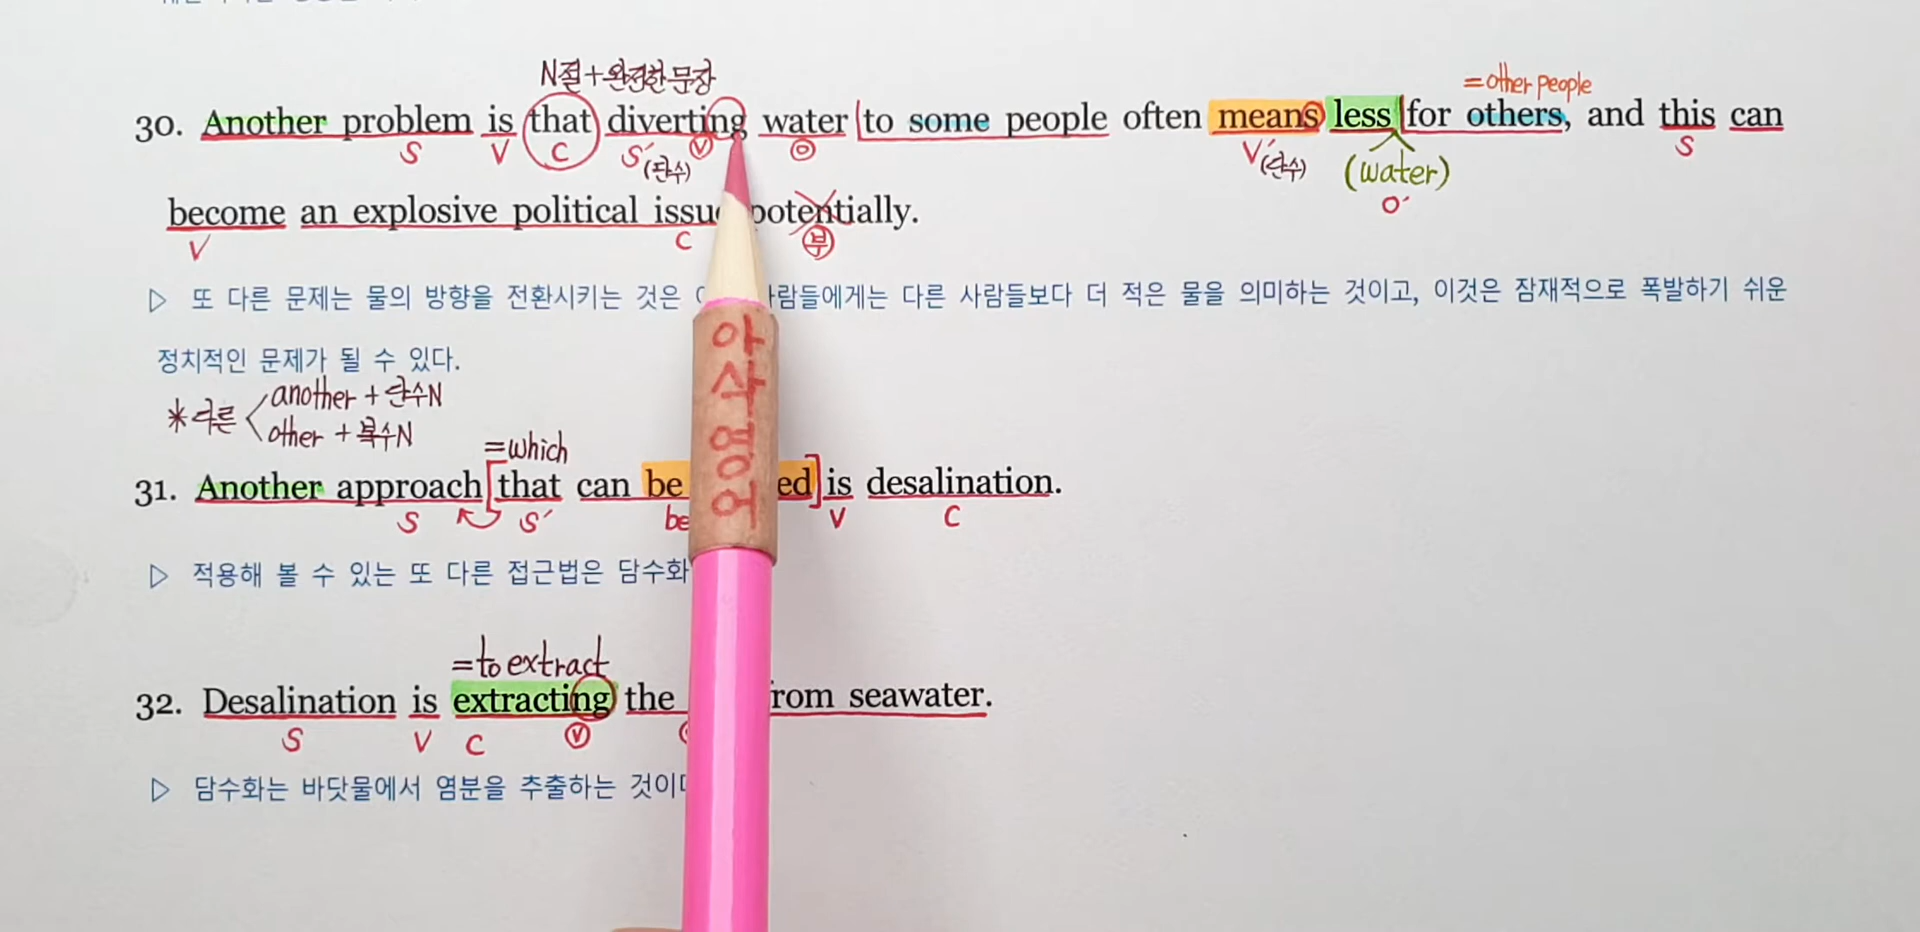 N절+완전한 문장
=other people
30. Another problem is that diverting water to some people often means less for others, and this can
S V C S' (단수) V O V' (단수) (water) O' S
become an explosive political issu potentially.
V C 부
▷ 또 다른 문제는 물의 방향을 전환시키는 것은 람들에게는 다른 사람들보다 더 적은 물을 의미하는 것이고, 이것은 잠재적으로 폭발하기 쉬운
정치적인 문제가 될 수 있다.
*다른 another + 단수N
other + 복수N
=which
31. Another approach that can be ed is desalination.
S S' be V C
▷ 적용해 볼 수 있는 또 다른 접근법은 담수화
=to extract
32. Desalination is extracting the from seawater.
S V C V
▷ 담수화는 바닷물에서 염분을 추출하는 것이
아삭영어